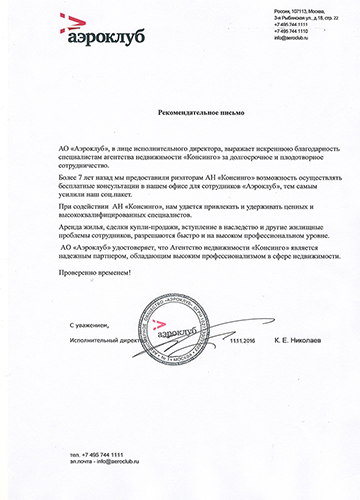 аэроклуб
Россия, 107113, Москва,
3-я Рыбинская ул., д.18, стр. 22
+7 495 744 1111
+7 495 744 1110
info@aeroclub.ru
Рекомендательное письмо
АО «Аэроклуб», в лице исполнительного директора, выражает искреннюю благодарность
специалистам агентства недвижимости «Консинго» за долгосрочное и плодотворное
сотрудничество.
Более 7 лет назад мы предоставили риэлторам АН «Консинго» возможность осуществлять
бесплатные консультации в нашем офисе для сотрудников «Аэроклуб», тем самым
усилили наш соц.пакет.
При содействии АН «Консинго», нам удается привлекать и удерживать ценных и
высококвалифицированных специалистов.
Аренда жилья, сделки купли-продажи, вступление в наследство и другие жилищные
проблемы сотрудников, разрешаются быстро и на высоком профессиональном уровне.
АО «Аэроклуб» удостоверяет, что Агентство недвижимости «Консинго» является
надежным партнером, обладающим высоким профессионализмом в сфере недвижимости.
Проверенно временем!
С уважением,
Исполнительный директор
аэроклуб
11.11.2016
К. Е. Николаев
тел. +7 495 744 1111
эл.почта - info@aeroclub.ru